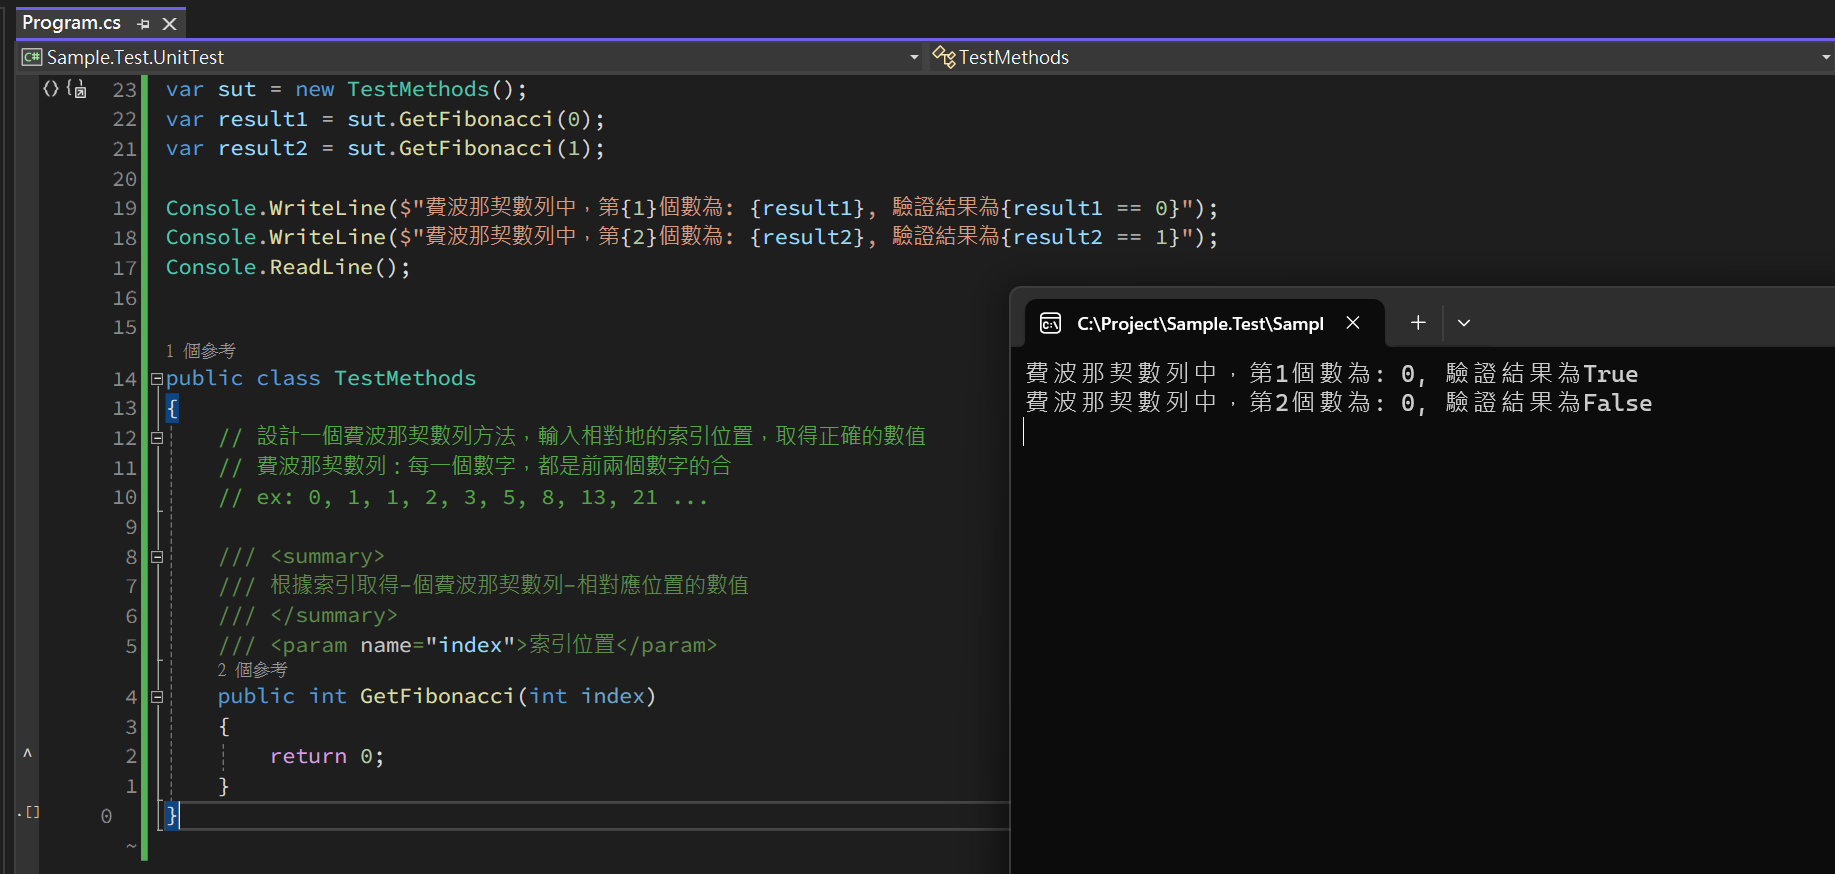 Program.cs
Sample.Test.UnitTest
TestMethods
23 var sut = new TestMethods();
22 var result1 = sut.GetFibonacci(0);
21 var result2 = sut.GetFibonacci(1);
20
19 Console.WriteLine($"費波那契數列中，第{1}個數為: {result1}, 驗證結果為{result1 == 0}");
18 Console.WriteLine($"費波那契數列中，第{2}個數為: {result2}, 驗證結果為{result2 == 1}");
17 Console.ReadLine();
16
15
1 個參考
14 public class TestMethods
13 {
12 // 設計一個費波那契數列方法，輸入相對地的索引位置，取得正確的數值
11 // 費波那契數列：每一個數字，都是前兩個數字的合
10 // ex: 0, 1, 1, 2, 3, 5, 8, 13, 21 ...
9
8 /// <summary>
7 /// 根據索引取得-個費波那契數列-相對應位置的數值
6 /// </summary>
5 /// <param name="index">索引位置</param>
2 個參考
4 public int GetFibonacci(int index)
3 {
2 return 0;
1 }
0 }
~
C:\Project\Sample.Test\Sampl
費波那契數列中，第1個數為: 0, 驗證結果為True
費波那契數列中，第2個數為: 0, 驗證結果為False